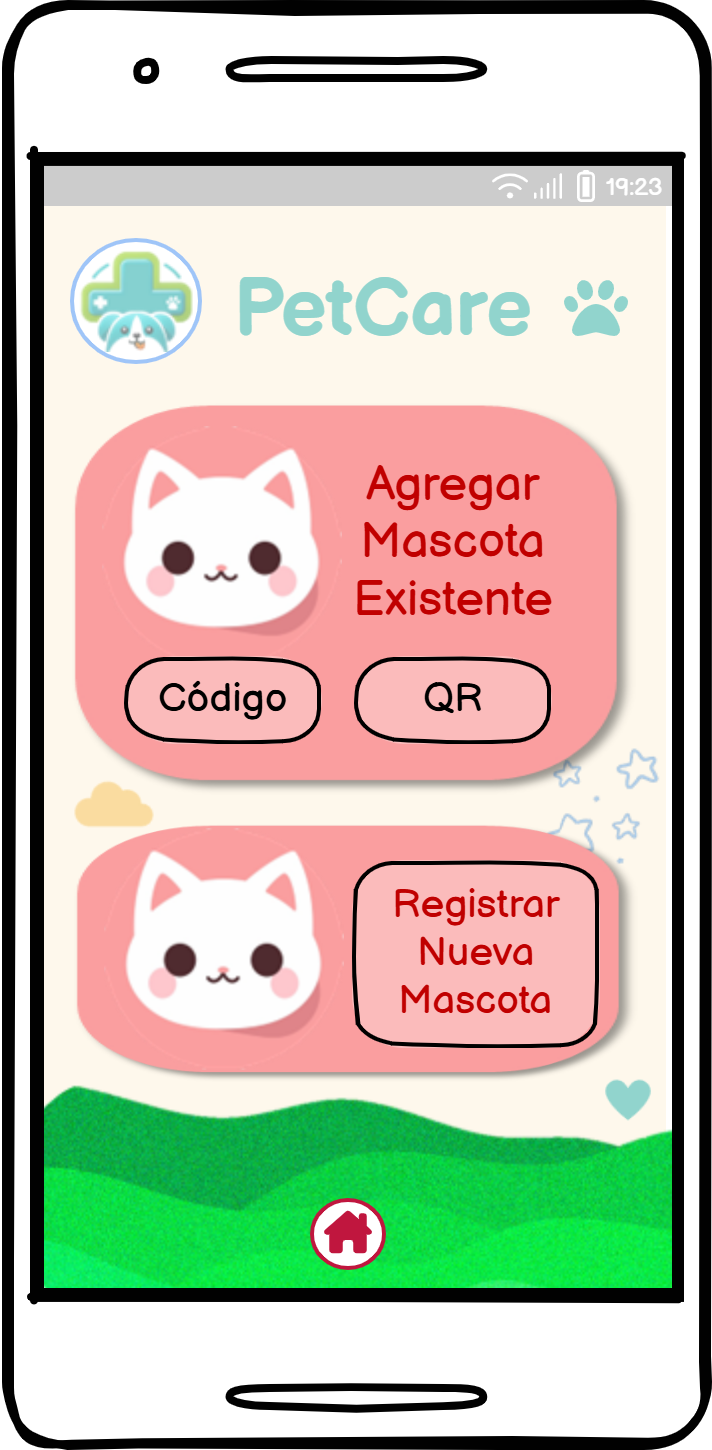 19:23
PetCare
Agregar
Mascota
Existente
Código
QR
Registrar
Nueva
Mascota